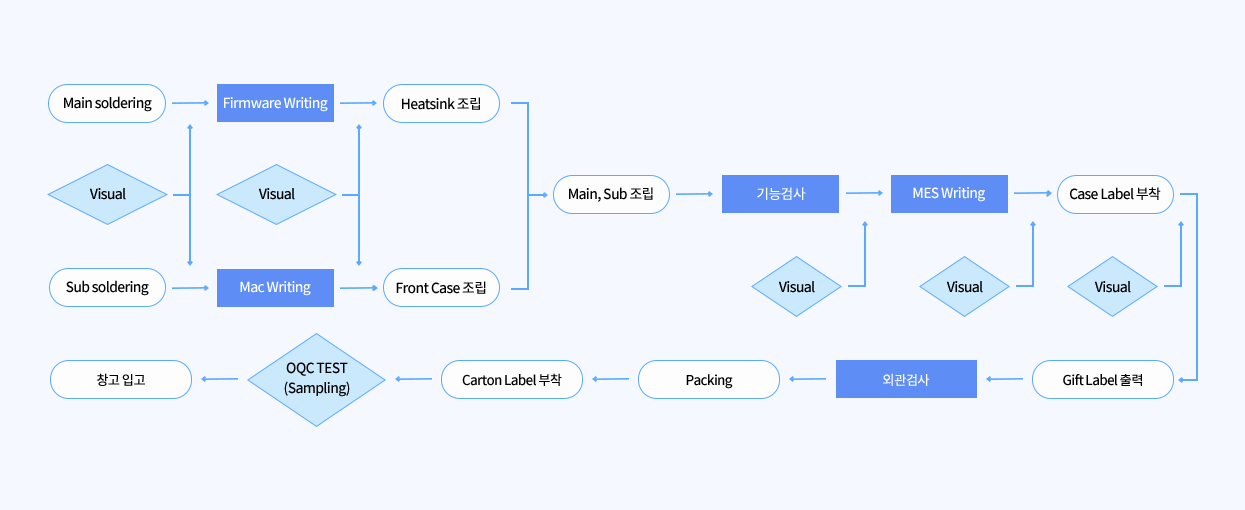 Main soldering
Firmware Writing
Heatsink 조립
Visual
Visual
Main, Sub 조립
기능검사
MES Writing
Case Label 부착
Sub soldering
Mac Writing
Front Case 조립
Visual
Visual
Visual
창고 입고
OQC TEST
(Sampling)
Carton Label 부착
Packing
외관검사
Gift Label 출력